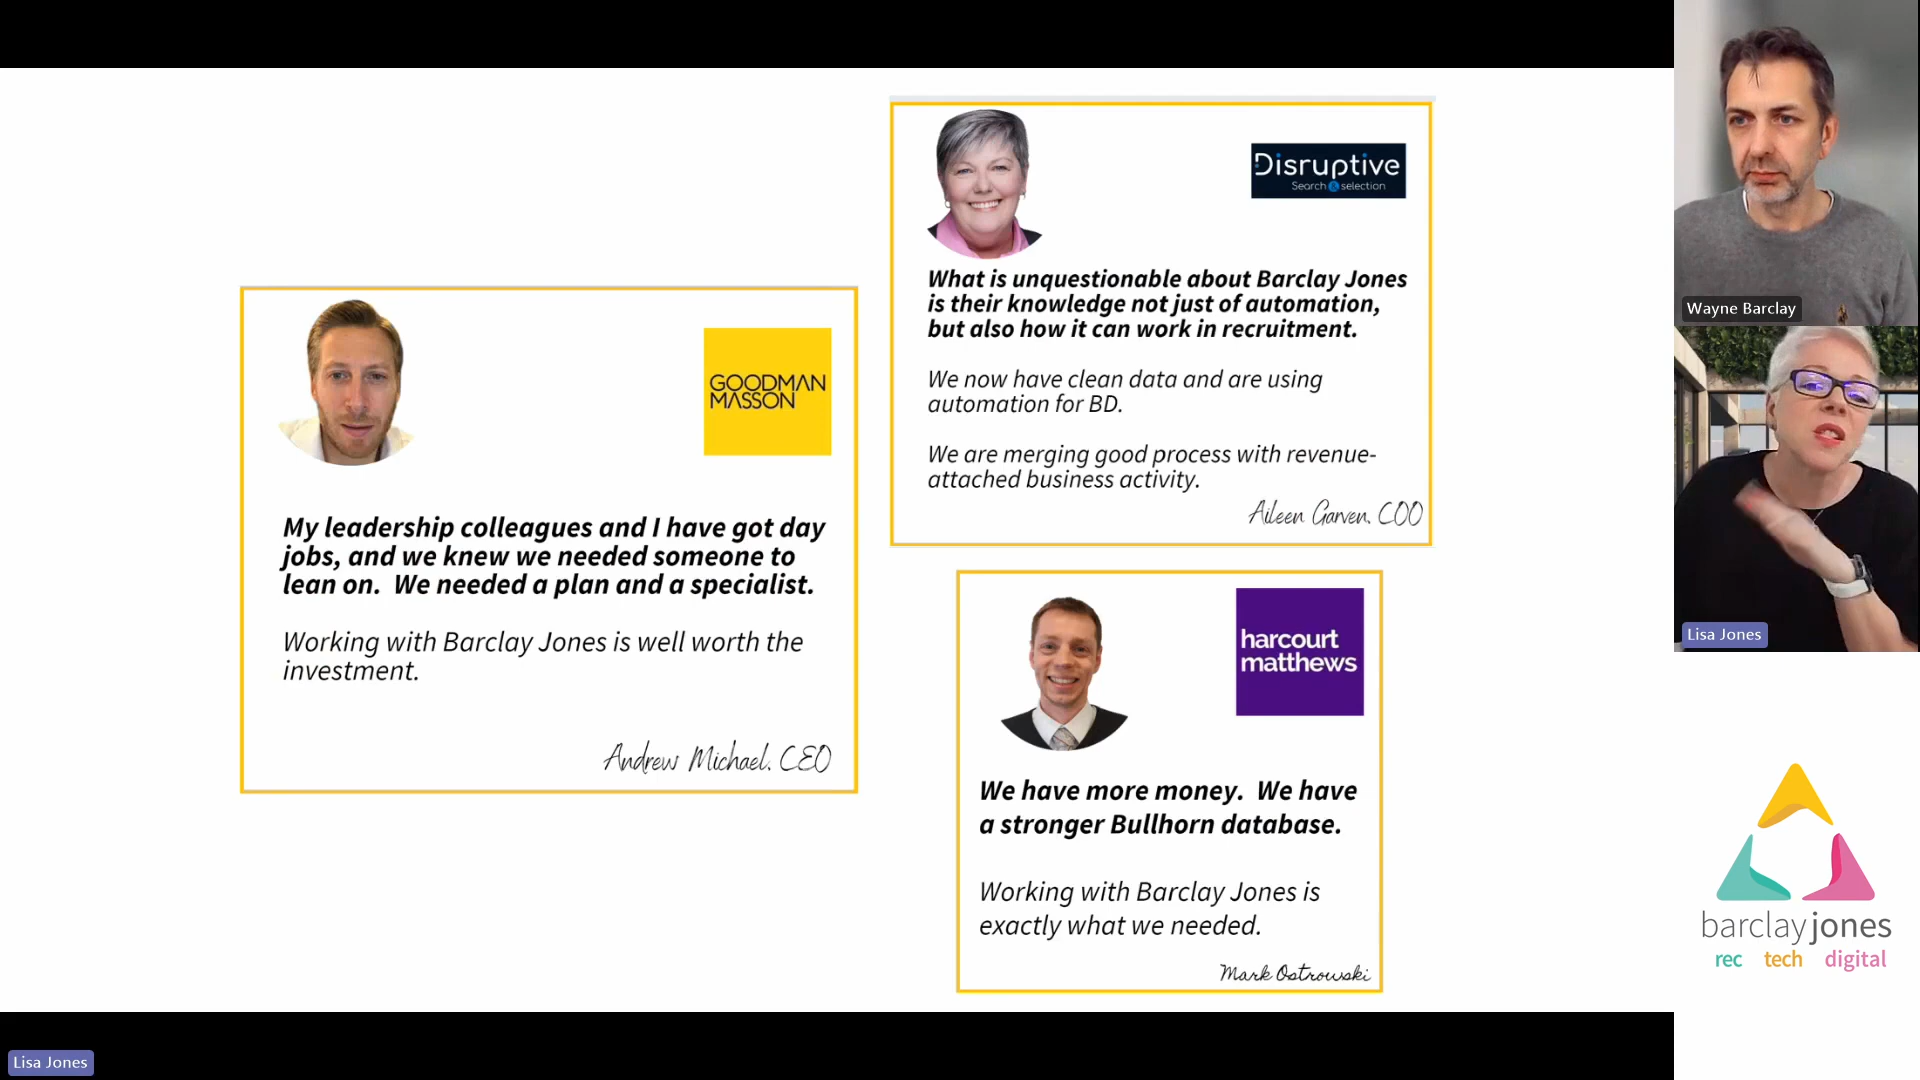 GOODMAN
MASSON
My leadership colleagues and I have got day
jobs, and we knew we needed someone to
lean on.  We needed a plan and a specialist.
Working with Barclay Jones is well worth the
investment.
Andrew Michael. CEO
Disruptive
Search & selection
What is unquestionable about Barclay Jones
is their knowledge not just of automation,
but also how it can work in recruitment.
We now have clean data and are using
automation for BD.
We are merging good process with revenue-
attached business activity.
Aileen Garven. COO
harcourt
matthews
We have more money.  We have
a stronger Bullhorn database.
Working with Barclay Jones is
exactly what we needed.
Mark Ostrowski
Wayne Barclay
Lisa Jones
barclayjones
rec tech digital
Lisa Jones